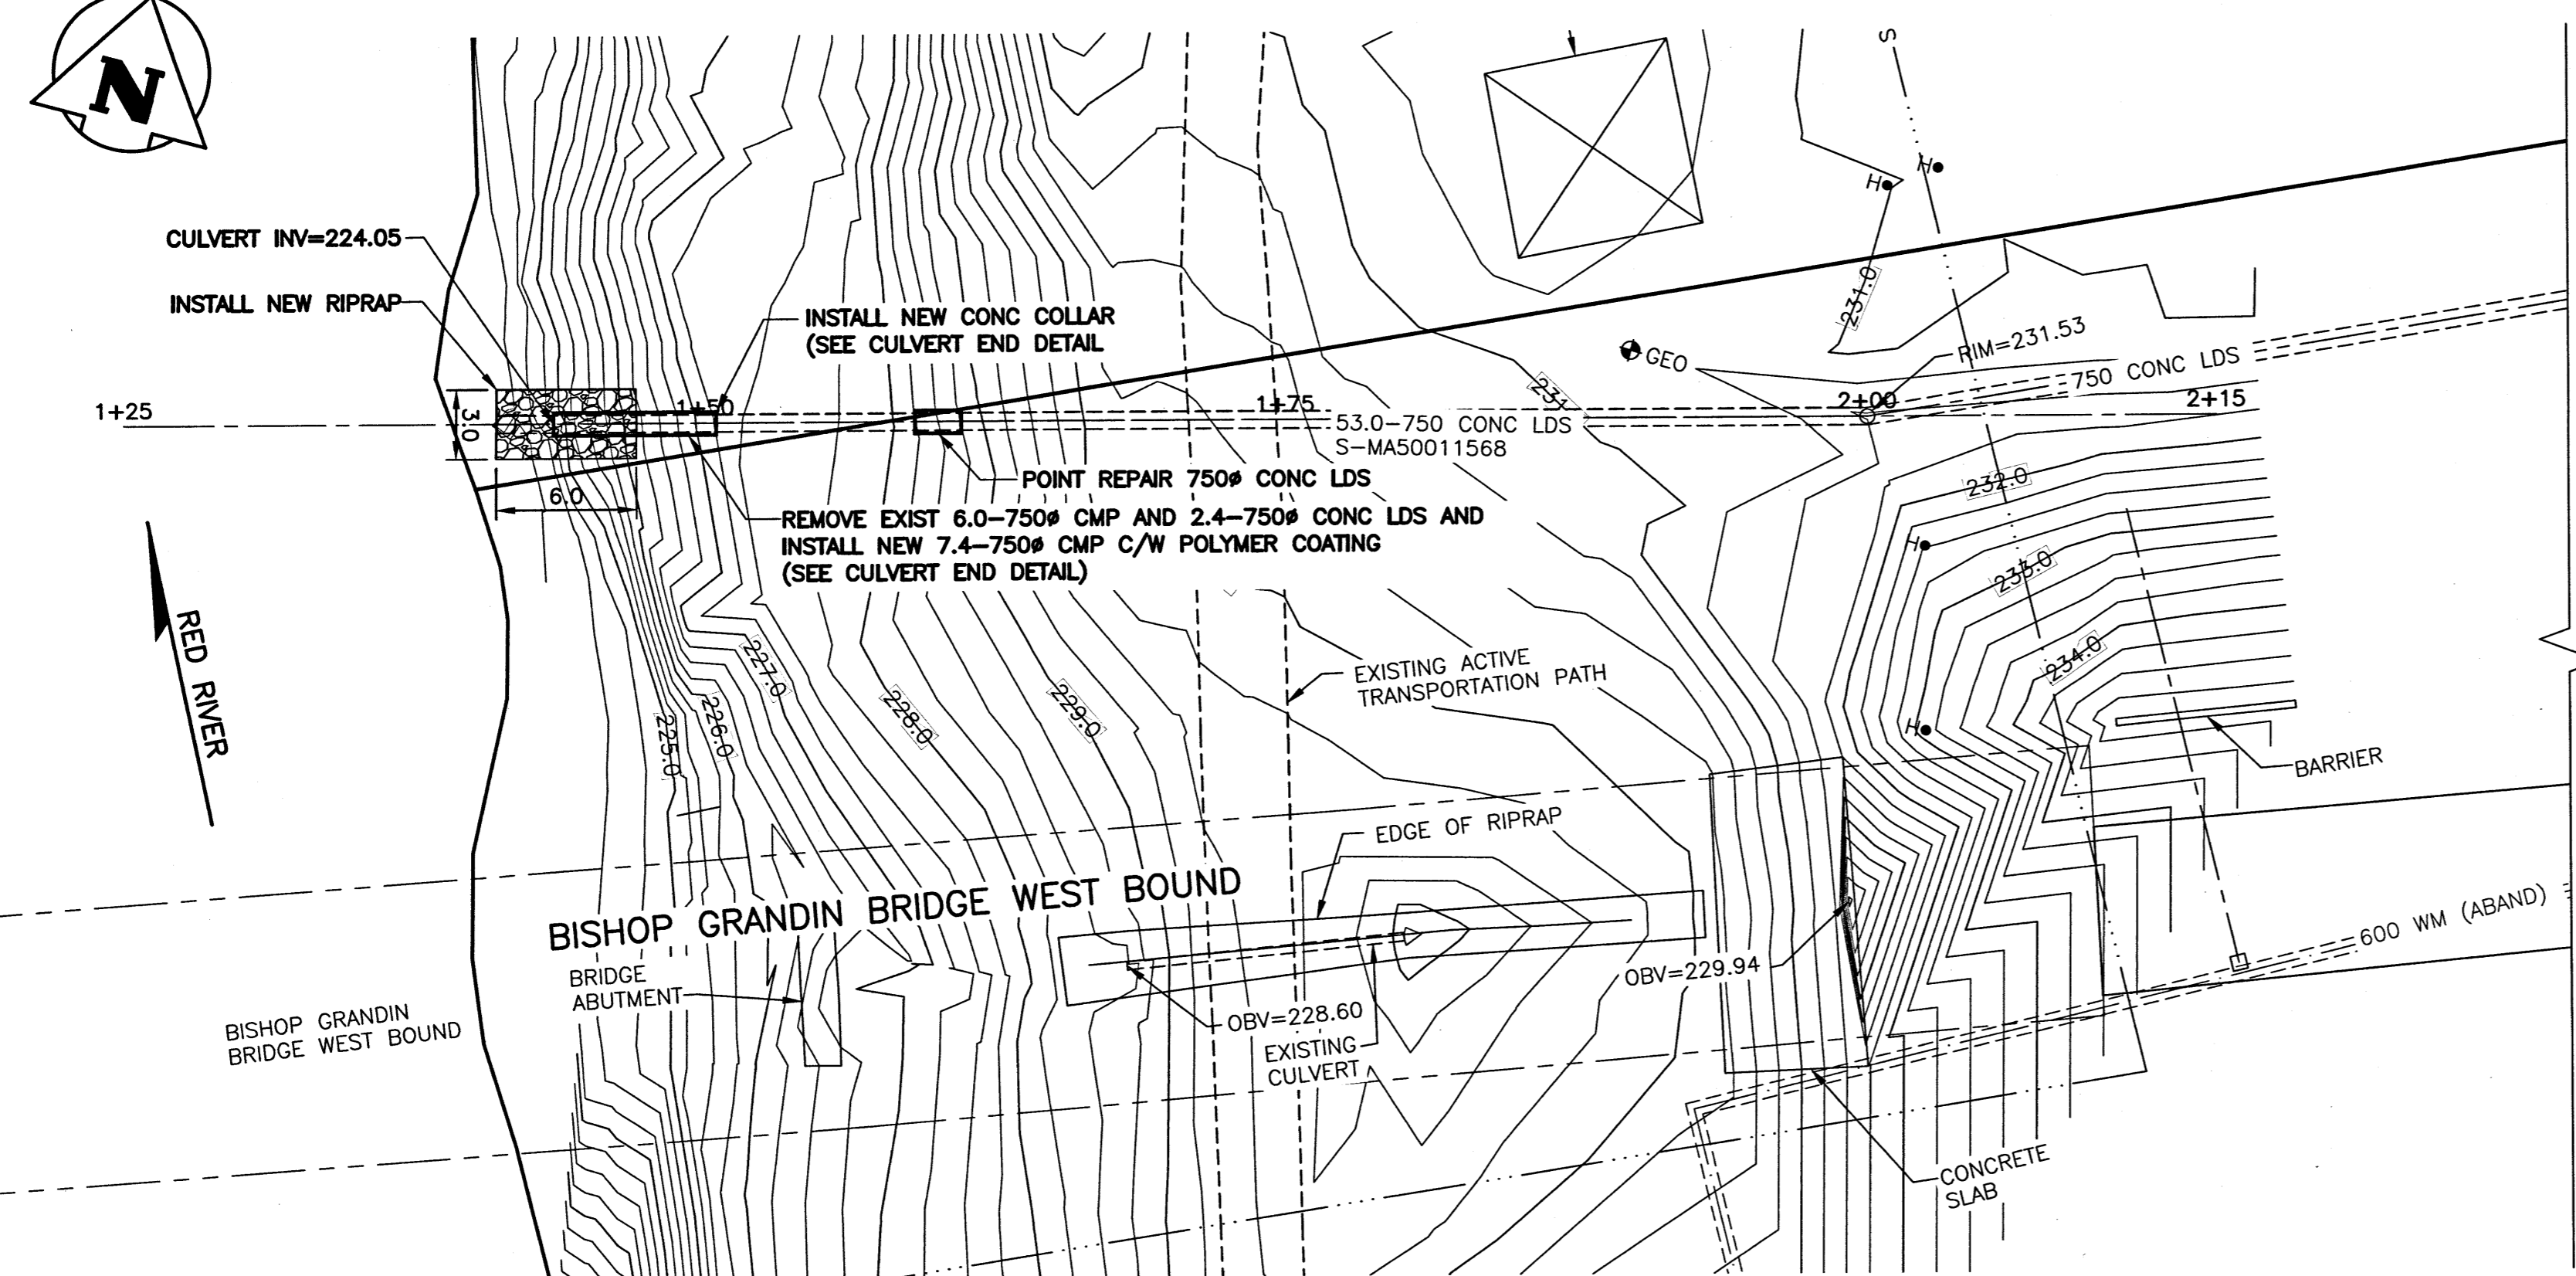 N
S
H
H
CULVERT INV=224.05
INSTALL NEW RIPRAP
INSTALL NEW CONC COLLAR
(SEE CULVERT END DETAIL
231.0
GEO
RIM=231.53
750 CONC LDS
231
1+25
3.0
1+50
1+75
2+00
2+15
53.0-750 CONC LDS
S-MA50011568
6.0
POINT REPAIR 750ø CONC LDS
REMOVE EXIST 6.0-750ø CMP AND 2.4-750ø CONC LDS AND
INSTALL NEW 7.4-750ø CMP C/W POLYMER COATING
(SEE CULVERT END DETAIL)
232.0
H
233.0
234.0
H
RED RIVER
225.0
226.0
227.0
228.0
229.0
EXISTING ACTIVE
TRANSPORTATION PATH
BARRIER
EDGE OF RIPRAP
BISHOP GRANDIN BRIDGE WEST BOUND
BRIDGE
ABUTMENT
BISHOP GRANDIN
BRIDGE WEST BOUND
OBV=228.60
EXISTING
CULVERT
OBV=229.94
600 WM (ABAND)
CONCRETE
SLAB